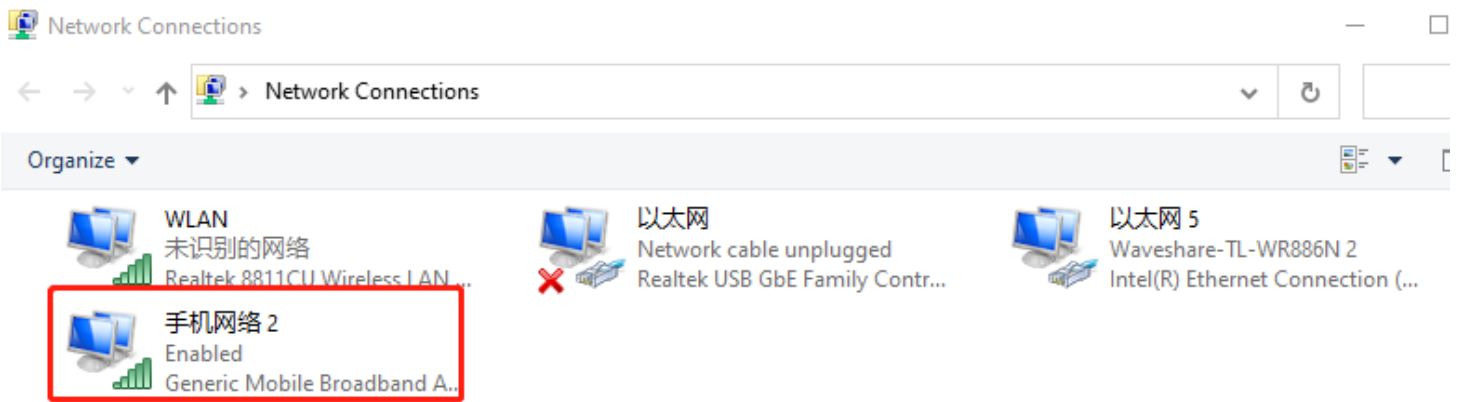 Network Connections
Network Connections
Organize
WLAN
未识别的网络
Realtek 8811CU Wireless LAN ...
以太网
Network cable unplugged
Realtek USB GbE Family Contr...
以太网 5
Waveshare-TL-WR886N 2
Intel(R) Ethernet Connection (...
手机网络 2
Enabled
Generic Mobile Broadband A...